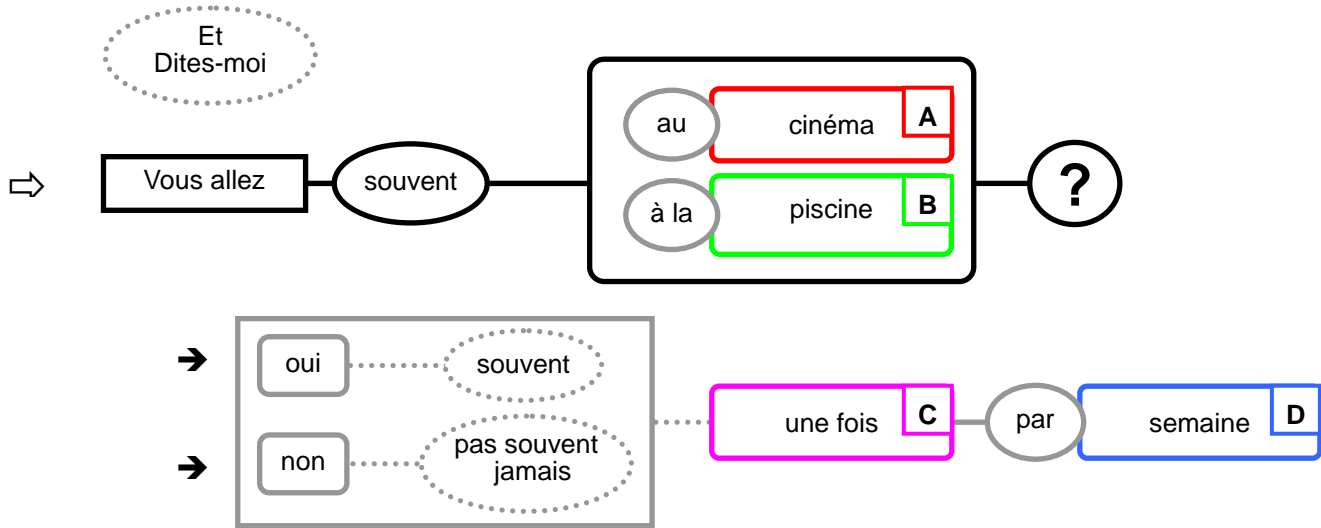 Et
Dites-moi
au cinéma A
Vous allez souvent ?
à la piscine B
oui souvent
une fois C par semaine D
non pas souvent
jamais